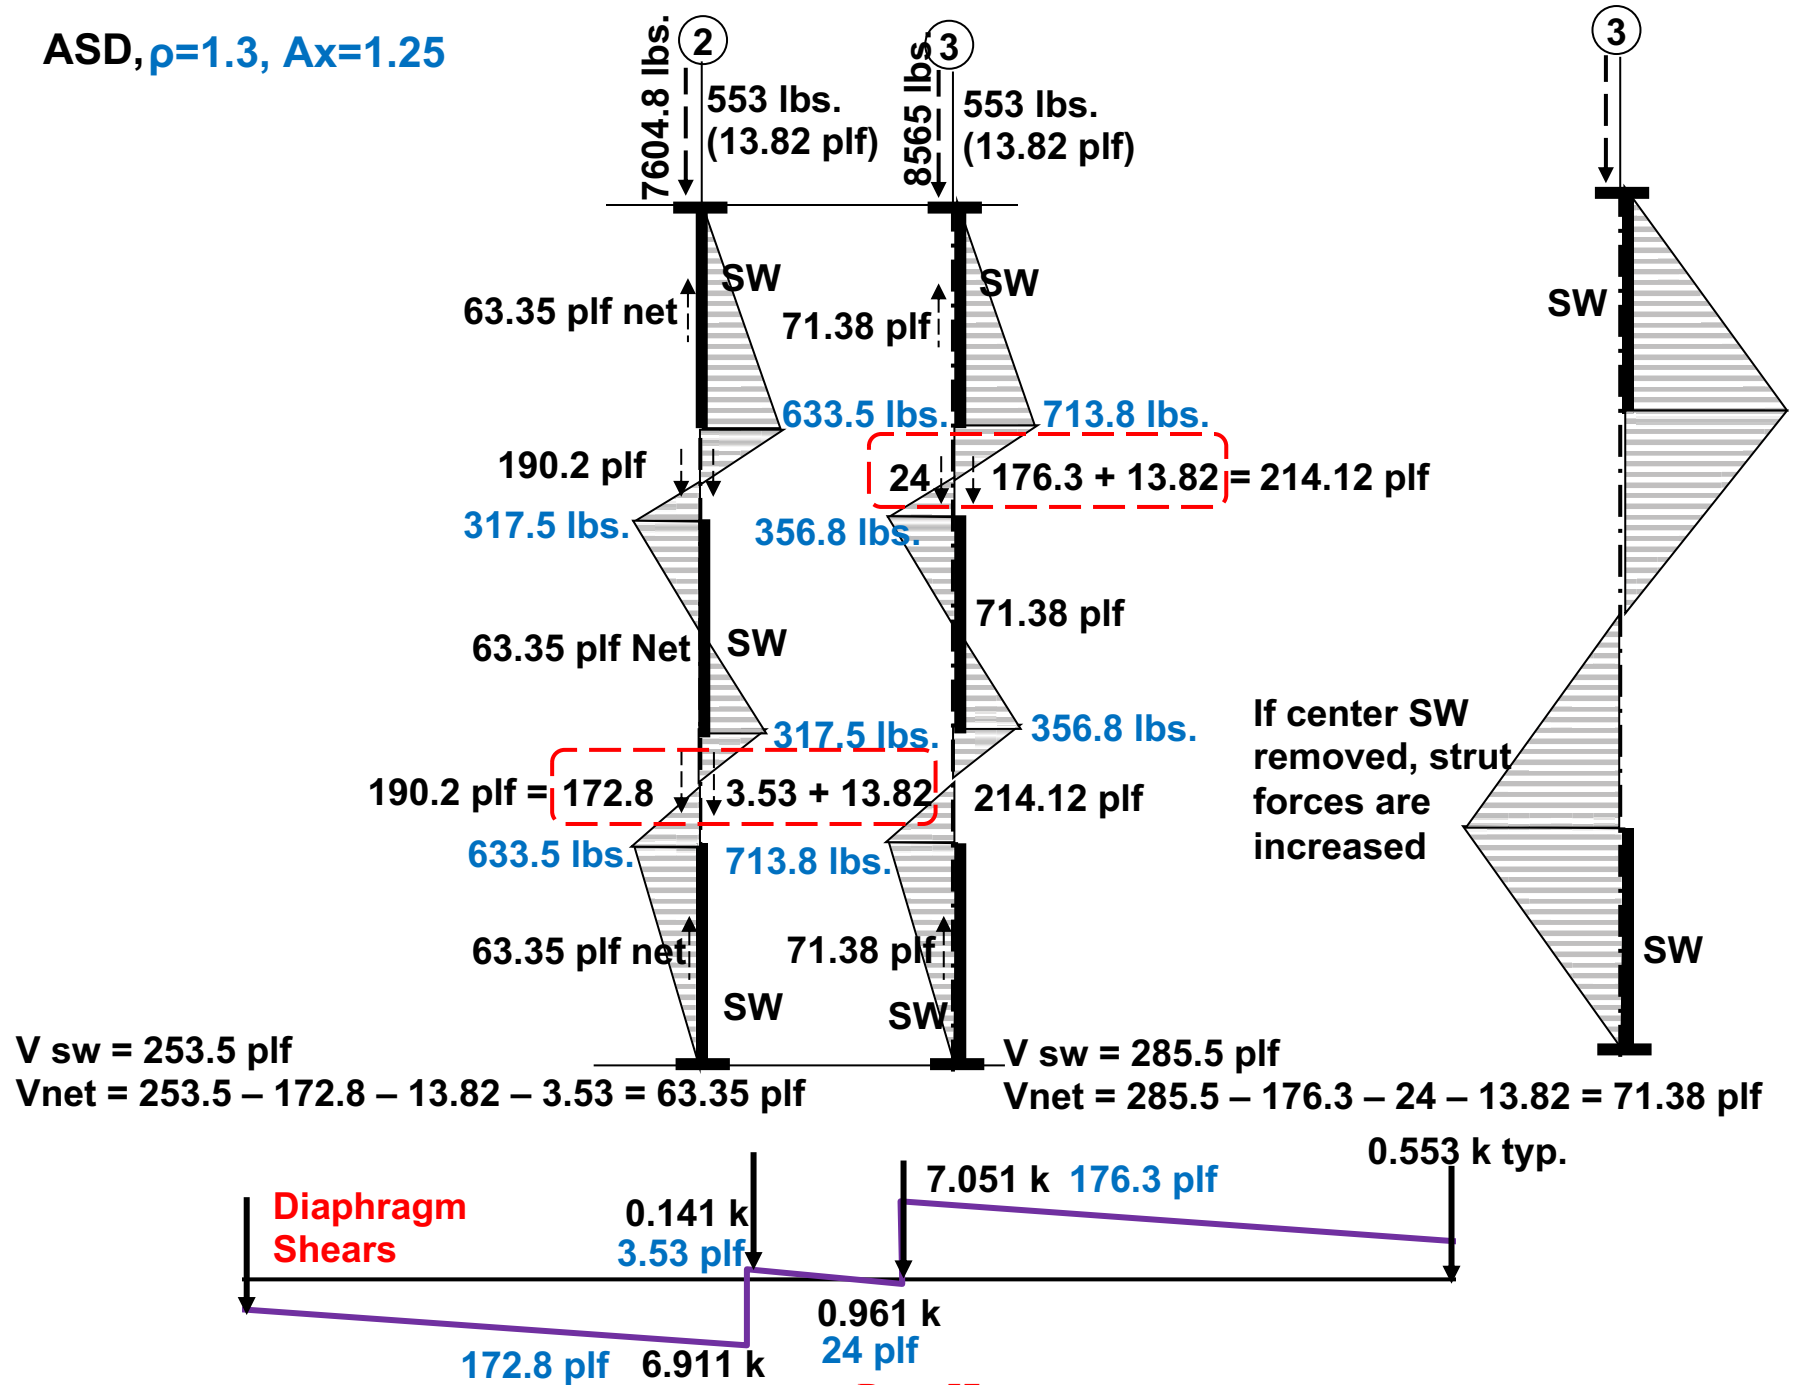 ASD, ρ=1.3, Ax=1.25
7604.8 lbs.
2
553 lbs.
(13.82 plf)
8565 lbs.
3
553 lbs.
(13.82 plf)
3
SW
63.35 plf net
SW
71.38 plf
SW
633.5 lbs.
713.8 lbs.
190.2 plf
24
176.3 + 13.82 = 214.12 plf
317.5 lbs.
356.8 lbs.
71.38 plf
63.35 plf Net
SW
317.5 lbs.
356.8 lbs.
If center SW
removed, strut
forces are
increased
190.2 plf = 172.8
3.53 + 13.82
214.12 plf
633.5 lbs.
713.8 lbs.
63.35 plf net
71.38 plf
SW
SW
SW
V sw = 253.5 plf
Vnet = 253.5 – 172.8 – 13.82 – 3.53 = 63.35 plf
V sw = 285.5 plf
Vnet = 285.5 – 176.3 – 24 – 13.82 = 71.38 plf
0.553 k typ.
7.051 k 176.3 plf
Diaphragm
Shears
0.141 k
3.53 plf
0.961 k
24 plf
172.8 plf 6.911 k